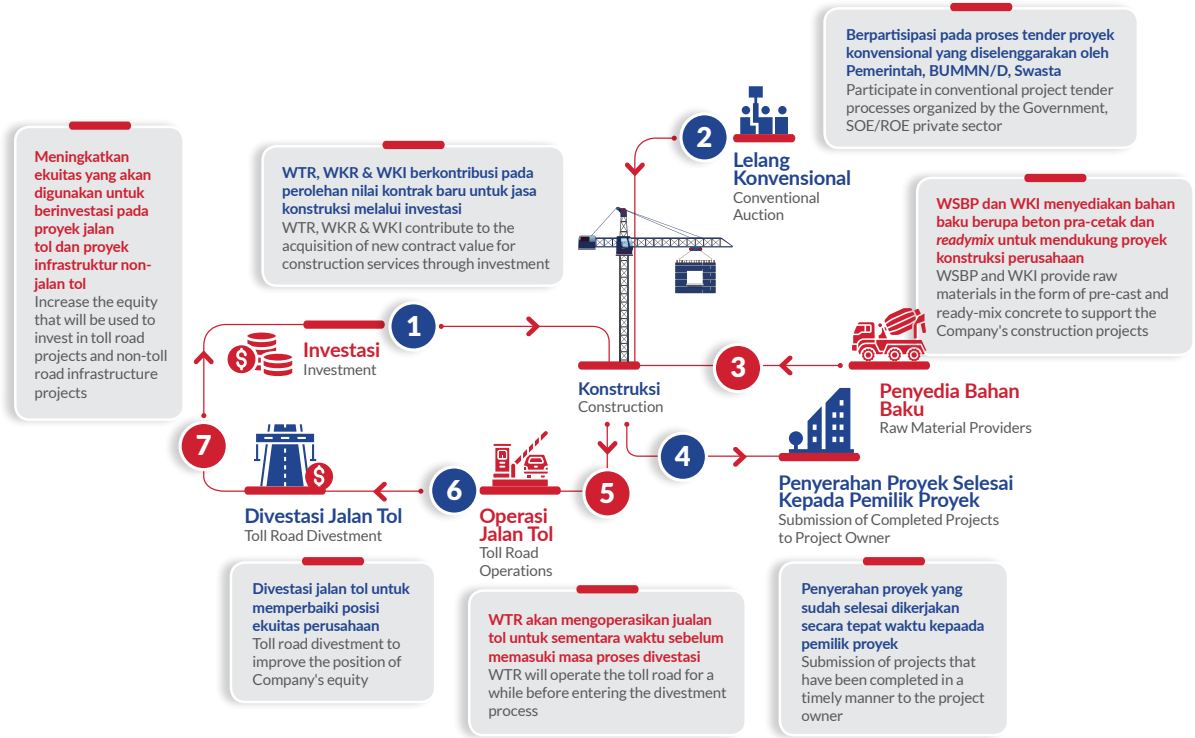 Berpartisipasi pada proses tender proyek
konvensional yang diselenggarakan oleh
Pemerintah, BUMMN/D, Swasta
Participate in conventional project tender
processes organized by the Government,
SOE/ROE private sector
2
Lelang
Konvensional
Conventional
Auction
Meningkatkan
ekuitas yang akan
digunakan untuk
berinvestasi pada
proyek jalan
tol dan proyek
infrastruktur non-
jalan tol
Increase the equity
that will be used to
invest in toll road
projects and non-toll
road infrastructure
projects
WTR, WKR & WKI berkontribusi pada
perolehan nilai kontrak baru untuk jasa
konstruksi melalui investasi
WTR, WKR & WKI contribute to the
acquisition of new contract value for
construction services through investment
WSBP dan WKI menyediakan bahan
baku berupa beton pra-cetak dan
readymix untuk mendukung proyek
konstruksi perusahaan
WSBP and WKI provide raw
materials in the form of pre-cast and
ready-mix concrete to support the
Company's construction projects
1
$
Investasi
Investment
3
Konstruksi
Construction
Penyedia Bahan
Baku
Raw Material Providers
7
4
$
6
5
Divestasi Jalan Tol
Toll Road Divestment
Operasi
Jalan Tol
Toll Road
Operations
Penyerahan Proyek Selesai
Kepada Pemilik Proyek
Submission of Completed Projects
to Project Owner
Divestasi jalan tol untuk
memperbaiki posisi
ekuitas perusahaan
Toll road divestment to
improve the position of
Company's equity
WTR akan mengoperasikan jualan
tol untuk sementara waktu sebelum
memasuki masa proses divestasi
WTR will operate the toll road for a
while before entering the divestment
process
Penyerahan proyek yang
sudah selesai dikerjakan
secara tepat waktu kepaada
pemilik proyek
Submission of projects that
have been completed in a
timely manner to the project
owner